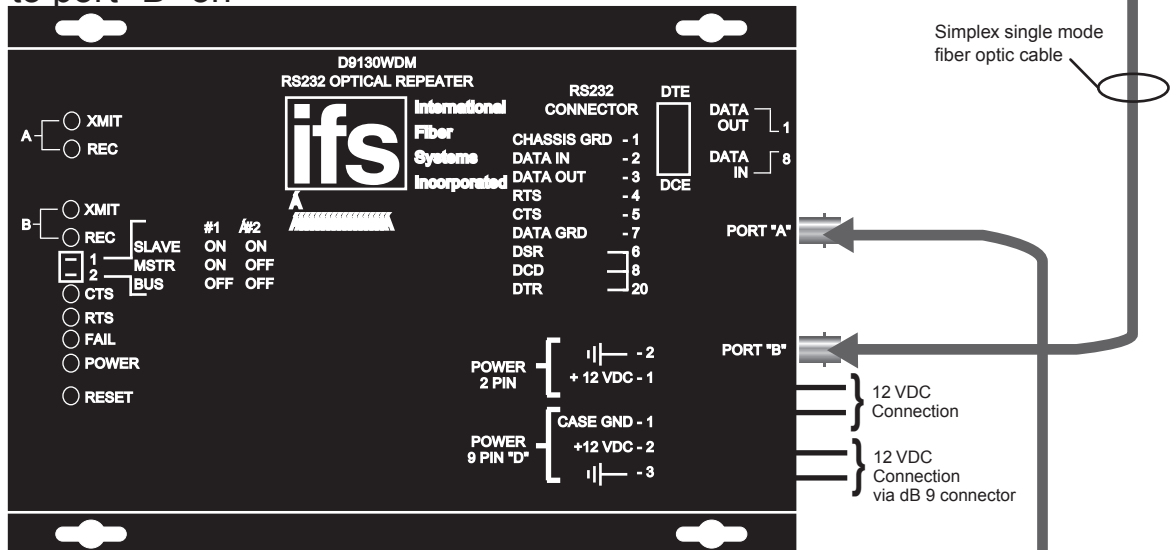 to port "B" on
Simplex single mode
fiber optic cable
D9130WDM
RS232 OPTICAL REPEATER
ifs
International
Fiber
Systems
Incorporated
A
XMIT
REC
B
XMIT
REC
1
2
#1 #2
SLAVE ON ON
MSTR ON OFF
BUS OFF OFF
CTS
RTS
FAIL
POWER
RESET
RS232
CONNECTOR
CHASSIS GRD - 1
DATA IN - 2
DATA OUT - 3
RTS - 4
CTS - 5
DATA GRD - 7
DSR 6
DCD 8
DTR 20
DTE
DCE
DATA
OUT 1
DATA
IN 8
PORT "A"
PORT "B"
POWER
2 PIN
- 2
+ 12 VDC - 1
POWER
9 PIN "D"
CASE GND - 1
+12 VDC - 2
- 3
12 VDC
Connection
12 VDC
Connection
via dB 9 connector